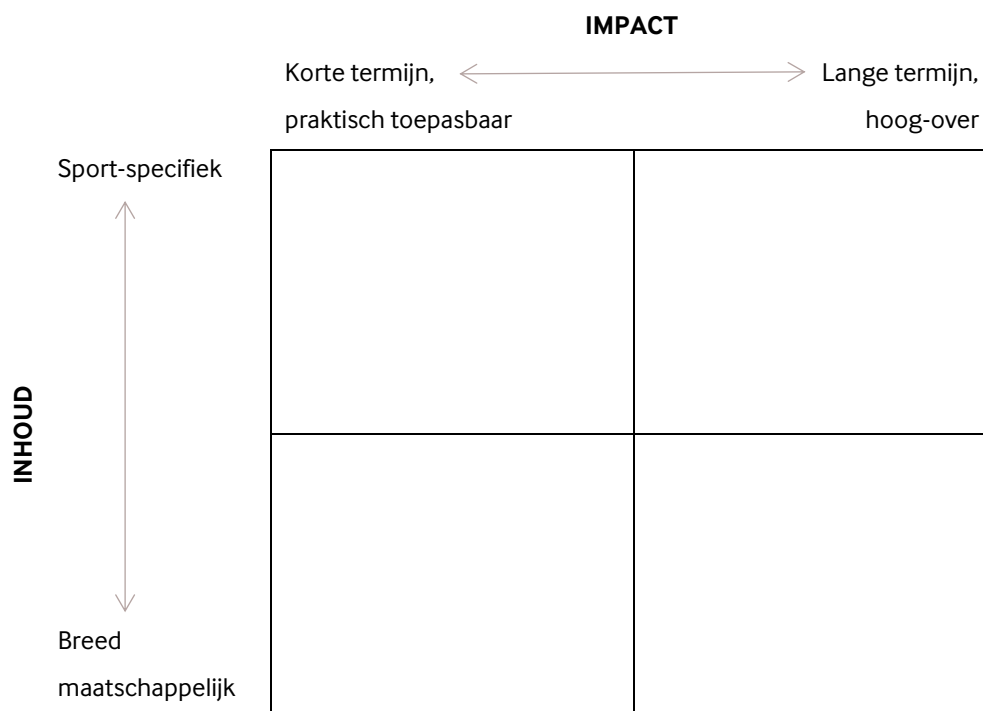 IMPACT
Korte termijn,
praktisch toepasbaar
Lange termijn,
hoog-over
Sport-specifiek
INHOUD
Breed
maatschappelijk